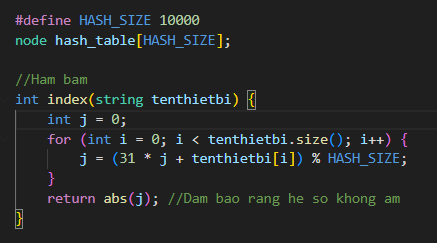 #define HASH_SIZE 10000
node hash_table[HASH_SIZE];

//Ham bam
int index(string tenthietbi) {
    int j = 0;
    for (int i = 0; i < tenthietbi.size(); i++) {
        j = (31 * j + tenthietbi[i]) % HASH_SIZE;
    }
    return abs(j); //Dam bao rang he so khong am
}